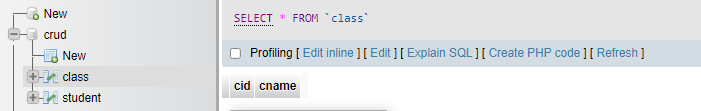 New
crud
New
class
student
SELECT * FROM `class`
Profiling [ Edit inline ] [ Edit ] [ Explain SQL ] [ Create PHP code ] [ Refresh ]
cid cname